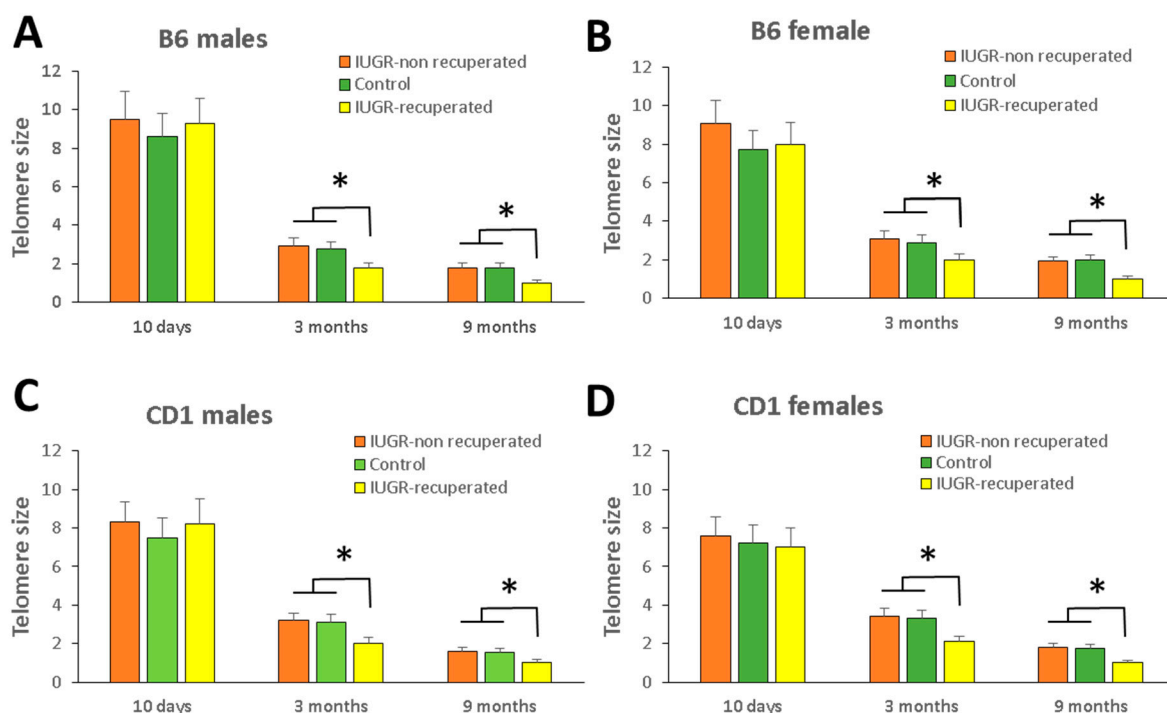 A
B6 males
IUGR-non recuperated
Control
IUGR-recuperated
Telomere size
12
10
8
6
4
2
0
*
*
10 days
3 months
9 months
B
B6 female
IUGR-non recuperated
Control
IUGR-recuperated
Telomere size
12
10
8
6
4
2
0
*
*
10 days
3 months
9 months
C
CD1 males
IUGR-non recuperated
Control
IUGR-recuperated
Telomere size
12
10
8
6
4
2
0
*
*
10 days
3 months
9 months
D
CD1 females
IUGR-non recuperated
Control
IUGR-recuperated
Telomere size
12
10
8
6
4
2
0
*
*
10 days
3 months
9 months